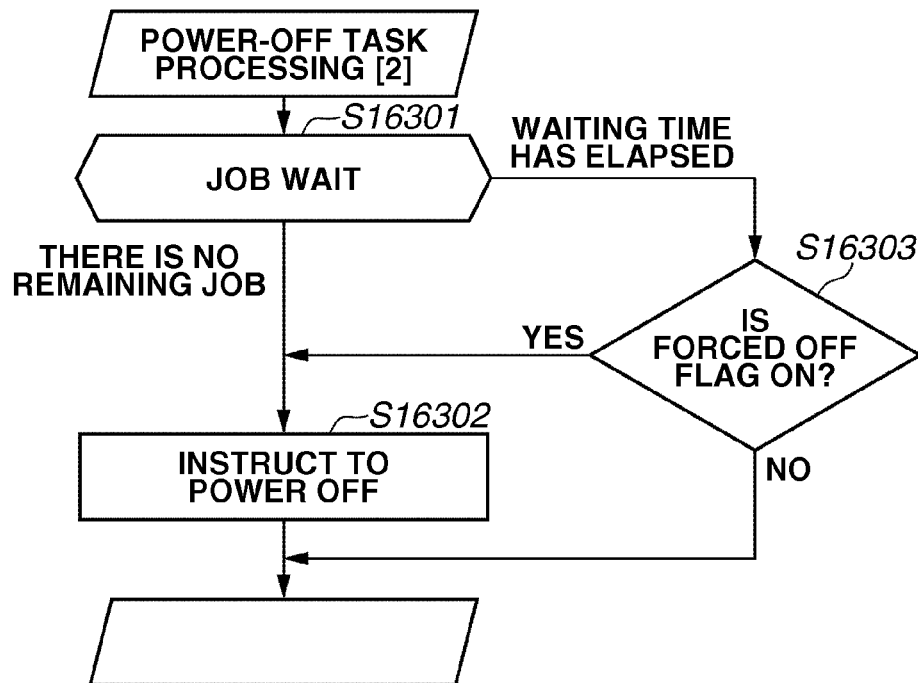 POWER-OFF TASK
PROCESSING [2]
S16301
JOB WAIT
WAITING TIME
HAS ELAPSED
THERE IS NO
REMAINING JOB
S16303
IS
FORCED OFF
FLAG ON?
YES
NO
S16302
INSTRUCT TO
POWER OFF